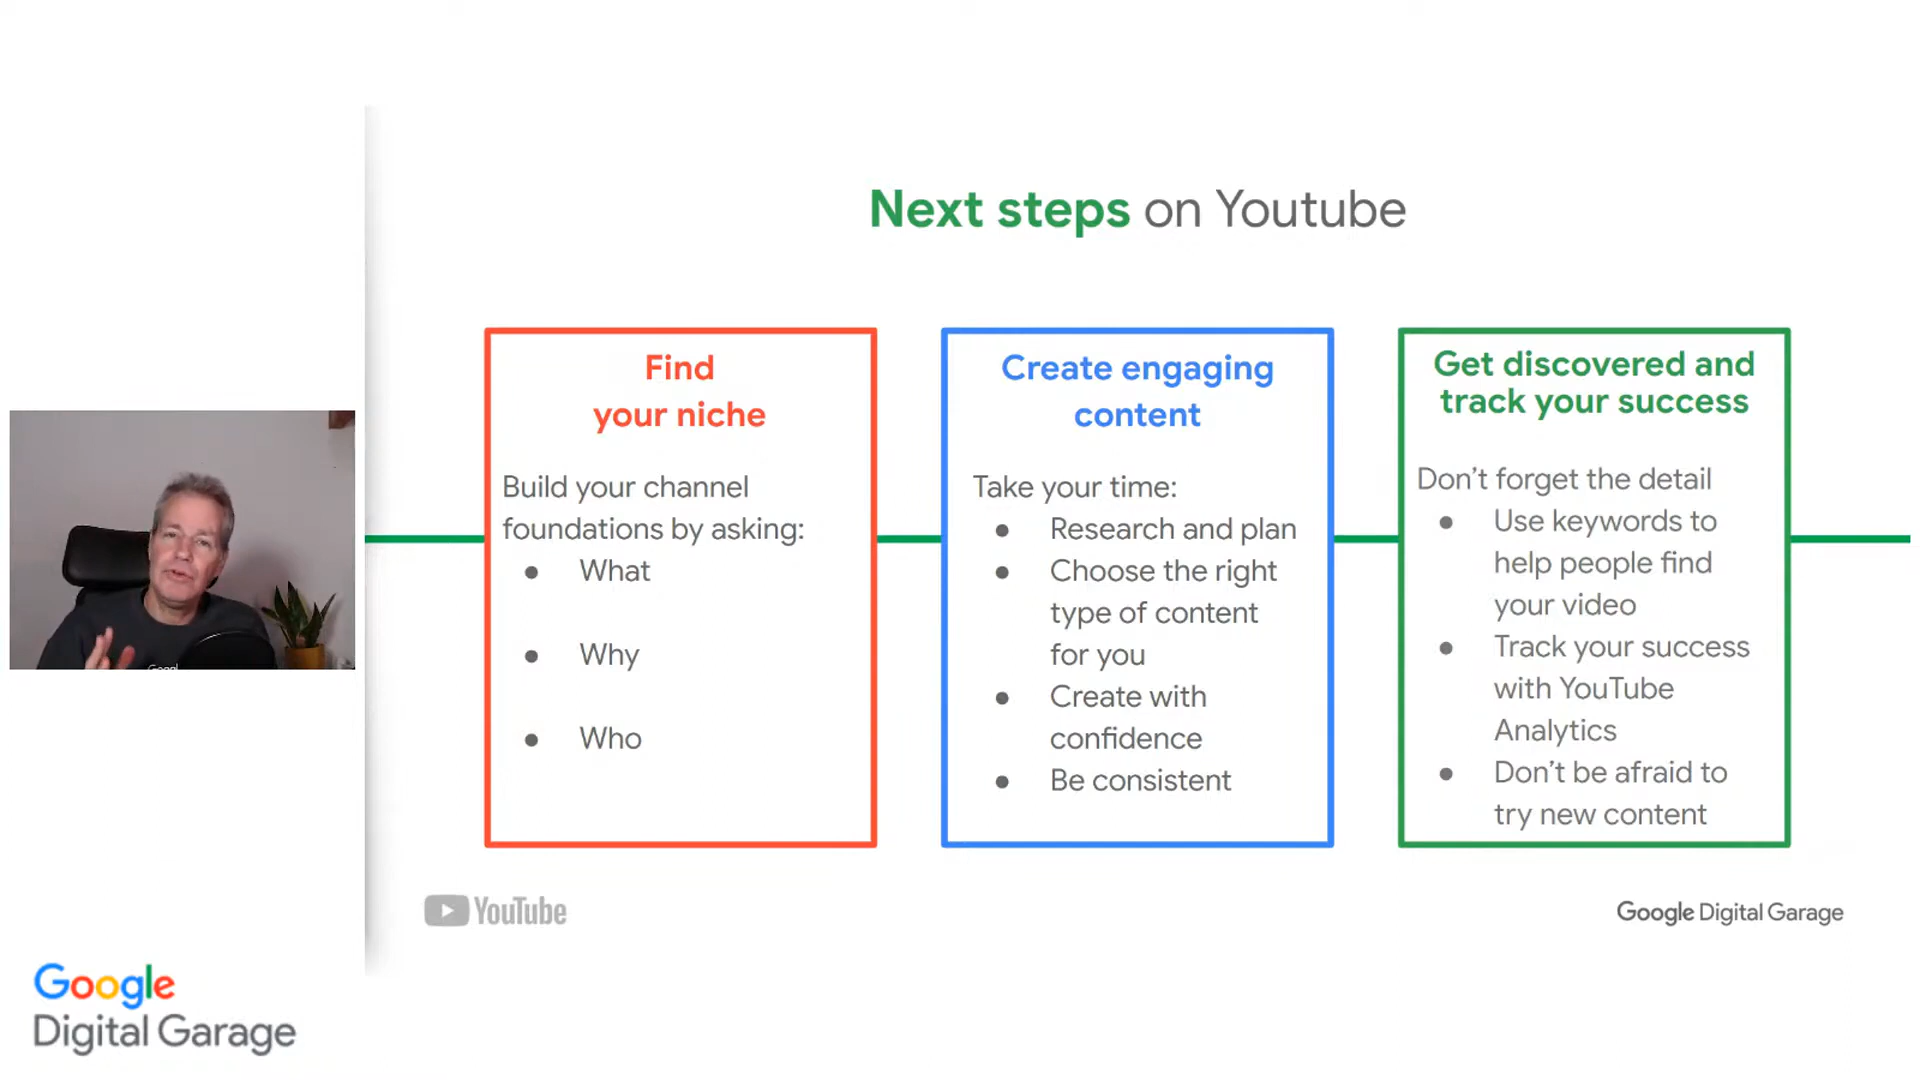 Next steps on Youtube
Find
your niche
Build your channel
foundations by asking:
● What
● Why
● Who
Create engaging
content
Take your time:
● Research and plan
● Choose the right
type of content
for you
● Create with
confidence
● Be consistent
Get discovered and
track your success
Don't forget the detail
● Use keywords to
help people find
your video
● Track your success
with YouTube
Analytics
● Don't be afraid to
try new content
YouTube
Google Digital Garage
Google
Digital Garage